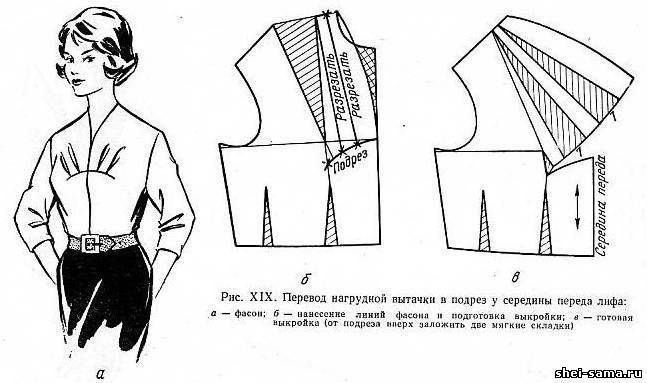 Разрезать
Разрезать
Подрез
Середина переда
а
б
в
Рис. XIX. Перевод нагрудной вытачки в подрез у середины переда лифа:
а — фасон; б — нанесение линий фасона и подготовка выкройки; в — готовая
выкройка (от подреза вверх заложить две мягкие складки)
shei-sama.ru